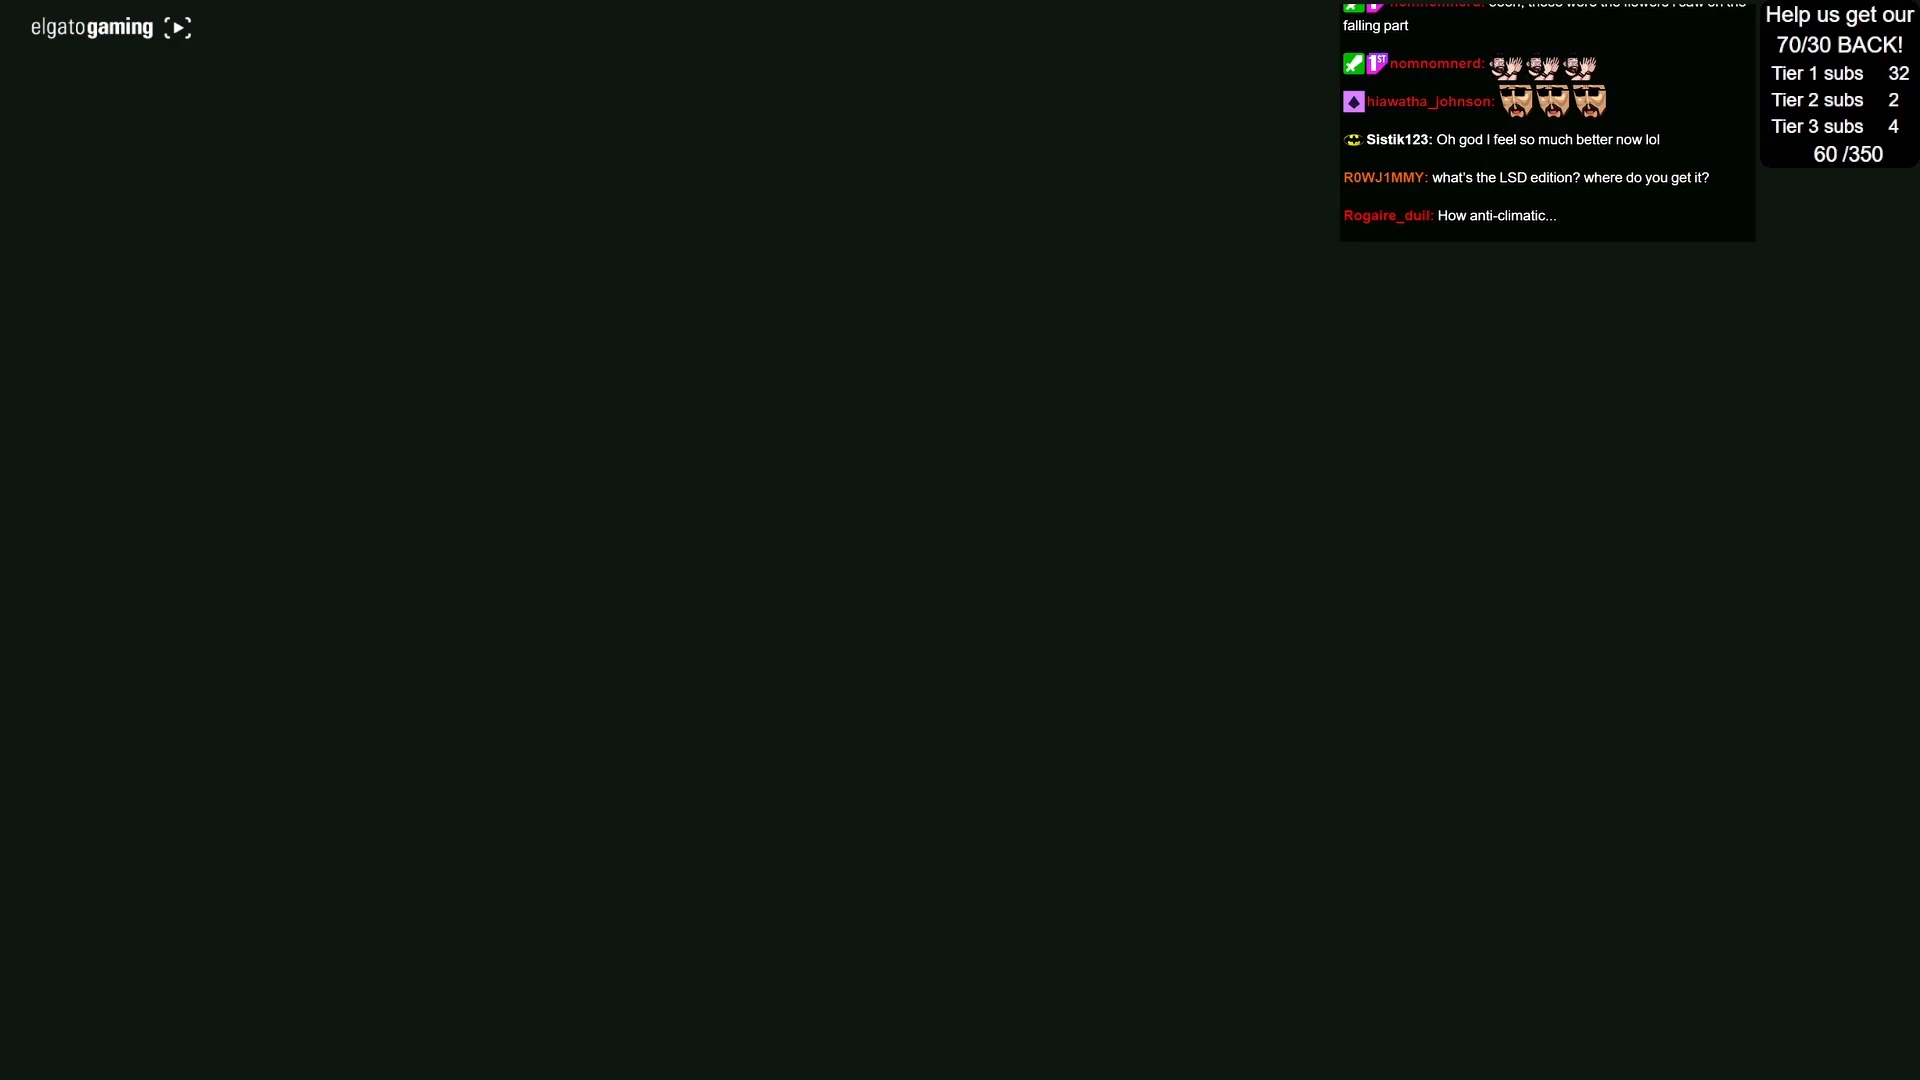 elgatogaming
falling part
nomnomnerd:
hiawatha_johnson:
Sistik123: Oh god I feel so much better now lol
R0WJ1MMY: what's the LSD edition? where do you get it?
Rogaire_dull: How anti-climatic...
Help us get our
70/30 BACK!
Tier 1 subs 32
Tier 2 subs 2
Tier 3 subs 4
60 /350